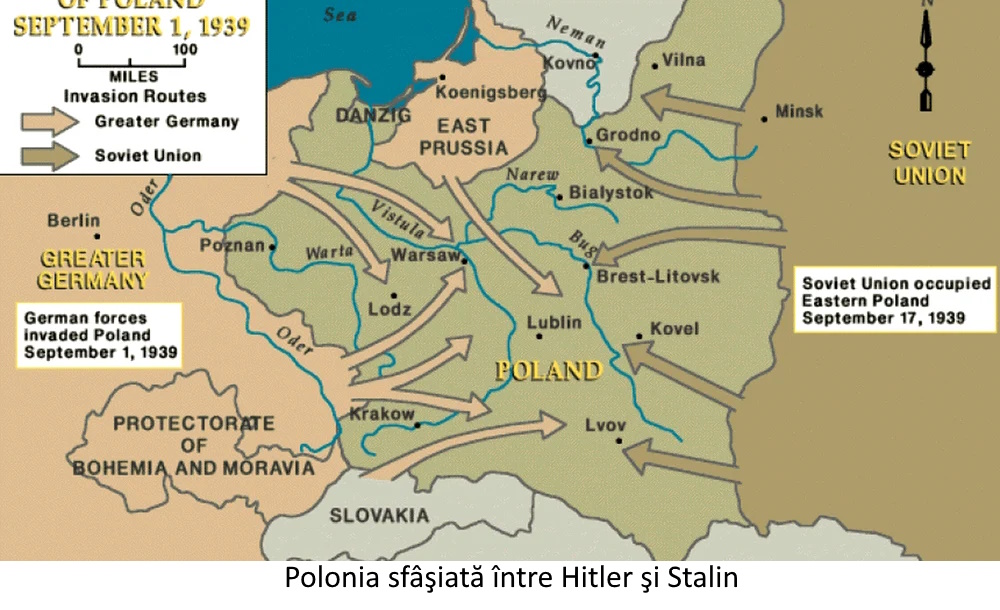 OF POLAND
SEPTEMBER 1, 1939
0 100
MILES
Invasion Routes
Greater Germany
Soviet Union
Sea
N
Neman
Kovno
Vilna
Koenigsberg
DANZIG
EAST
PRUSSIA
Minsk
Grodno
SOVIET
UNION
Narew
Bialystok
Oder
Berlin
Vistula
Poznan
Warta
Warsaw
Bug
Brest-Litovsk
GREATER
GERMANY
Soviet Union occupied
Eastern Poland
September 17, 1939
German forces
invaded Poland
September 1, 1939
Lodz
Oder
Lublin
Kovel
POLAND
PROTECTORATE
OF
BOHEMIA AND MORAVIA
Krakow
Lvov
SLOVAKIA
Polonia sfâşiată între Hitler şi Stalin